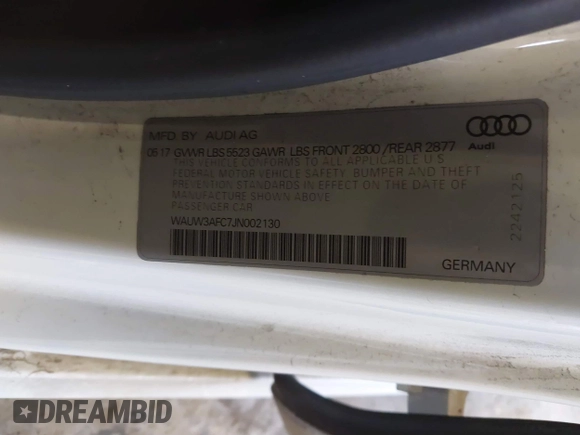 MFD. BY AUDI AG
06 17 GVWR LBS 5523 GAWR LBS FRONT 2800 /REAR 2877
THIS VEHICLE CONFORMS TO ALL APPLICABLE U S
FEDERAL MOTOR VEHICLE SAFETY, BUMPER AND THEFT
PREVENTION STANDARDS IN EFFECT ON THE DATE OF
MANUFACTURE SHOWN ABOVE
PASSENGER CAR
WAUW3AFC7JN002130
Audi
2242125
GERMANY
DREAMBID